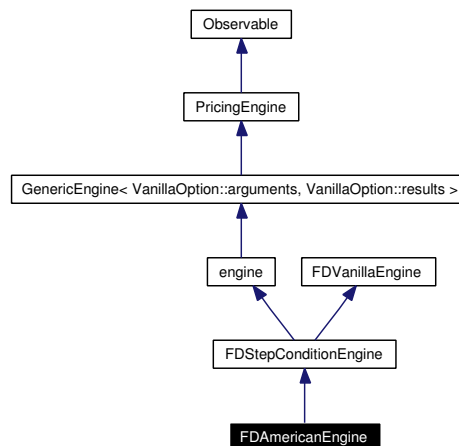 Observable
PricingEngine
GenericEngine< VanillaOption::arguments, VanillaOption::results >
engine
FDVanillaEngine
FDStepConditionEngine
FDAmericanEngine